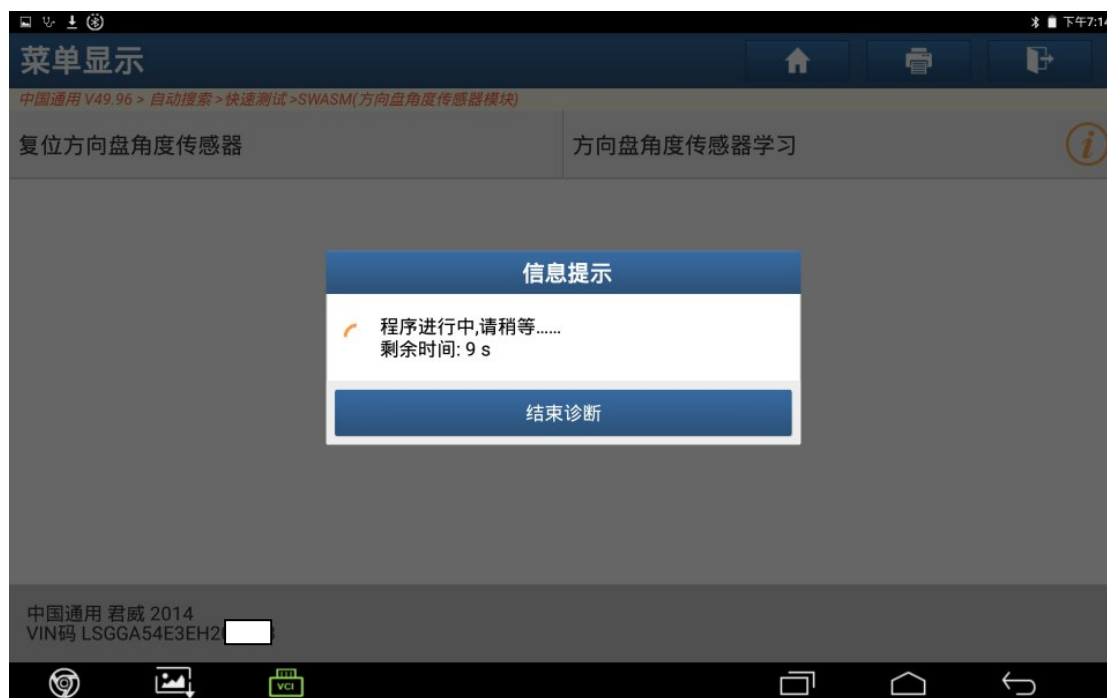 下午7:14
菜单显示
中国通用 V49.96 > 自动搜索 >快速测试 >SWASM(方向盘角度传感器模块)
复位方向盘角度传感器
方向盘角度传感器学习
i
信息提示
程序进行中,请稍等......
剩余时间: 9 s
结束诊断
中国通用 君威 2014
VIN码 LSGGA54E3EH2
VCI